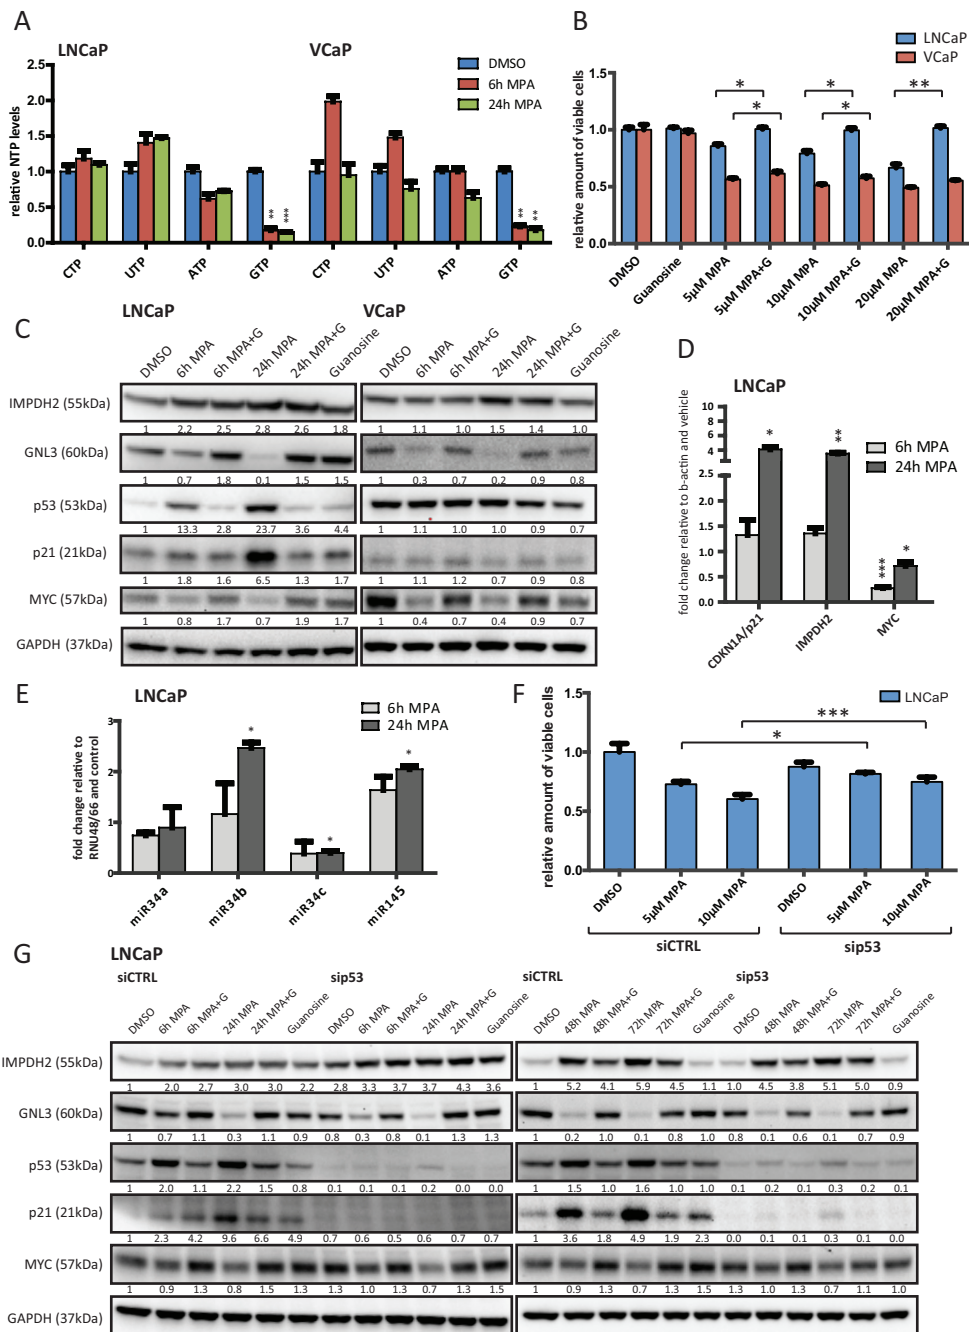 A
LNCaP
VCaP
DMSO
6h MPA
24h MPA
relative NTP levels
2.5
2.0
1.5
1.0
0.5
0.0
** *** ** **
CTP UTP ATP GTP CTP UTP ATP GTP
B
LNCaP
VCaP
relative amount of viable cells
1.5
1.0
0.5
0.0
* * * * **
DMSO
Guanosine
5µM MPA
5µM MPA+G
10µM MPA
10µM MPA+G
20µM MPA
20µM MPA+G
C
LNCaP VCaP
DMSO 6h MPA 6h MPA+G 24h MPA 24h MPA+G Guanosine DMSO 6h MPA 6h MPA+G 24h MPA 24h MPA+G Guanosine
IMPDH2 (55kDa)
1 2.2 2.5 2.8 2.6 1.8 1 1.1 1.0 1.5 1.4 1.0
GNL3 (60kDa)
1 0.7 1.8 0.1 1.5 1.5 1 0.3 0.7 0.2 0.9 0.8
p53 (53kDa)
1 13.3 2.8 23.7 3.6 4.4 1 1.1 1.0 1.0 0.9 0.7
p21 (21kDa)
1 1.8 1.6 6.5 1.3 1.7 1 1.1 1.2 0.7 0.9 0.8
MYC (57kDa)
1 0.8 1.7 0.7 1.9 1.7 1 0.4 0.7 0.4 0.9 0.7
GAPDH (37kDa)
D
LNCaP
6h MPA
24h MPA
fold change relative to b-actin and vehicle
10
8
6
4
2.5
2.0
1.5
1.0
0.5
0.0
* ** *** *
CDKN1A/p21
IMPDH2
MYC
E
LNCaP
6h MPA
24h MPA
fold change relative to
RNU48/66 and control
3
2
1
0
* * *
miR34a
miR34b
miR34c
miR145
F
LNCaP
relative amount of viable cells
1.5
1.0
0.5
0.0
***
*
DMSO 5µM MPA 10µM MPA DMSO 5µM MPA 10µM MPA
siCTRL sip53
G
LNCaP
siCTRL sip53 siCTRL sip53
DMSO 6h MPA 6h MPA+G 24h MPA 24h MPA+G Guanosine DMSO 6h MPA 6h MPA+G 24h MPA 24h MPA+G Guanosine DMSO 48h MPA 48h MPA+G 72h MPA 72h MPA+G Guanosine DMSO 48h MPA 48h MPA+G 72h MPA 72h MPA+G Guanosine
IMPDH2 (55kDa)
1 2.0 2.7 3.0 3.0 2.2 2.8 3.3 3.7 3.7 4.3 3.6 1 5.2 4.1 5.9 4.5 1.1 1.0 4.5 3.8 5.1 5.0 0.9
GNL3 (60kDa)
1 0.7 1.1 0.3 1.1 0.9 0.8 0.3 0.8 0.1 1.3 1.3 1 0.2 1.0 0.1 0.8 1.0 0.8 0.1 0.6 0.1 0.7 0.9
p53 (53kDa)
1 2.0 1.1 2.2 1.5 0.8 0.1 0.1 0.1 0.2 0.0 0.0 1 1.5 1.0 1.6 1.0 1.0 0.1 0.2 0.1 0.3 0.2 0.1
p21 (21kDa)
1 2.3 4.2 9.6 6.6 4.9 0.7 0.6 0.5 0.6 0.7 0.7 1 3.6 1.8 4.9 1.9 2.3 0.0 0.1 0.1 0.3 0.1 0.0
MYC (57kDa)
1 0.9 1.3 0.8 1.5 1.3 1.3 1.0 1.3 0.7 1.3 1.5 1 0.9 1.3 0.7 1.5 1.3 1.0 1.0 1.3 0.7 1.1 1.0
GAPDH (37kDa)